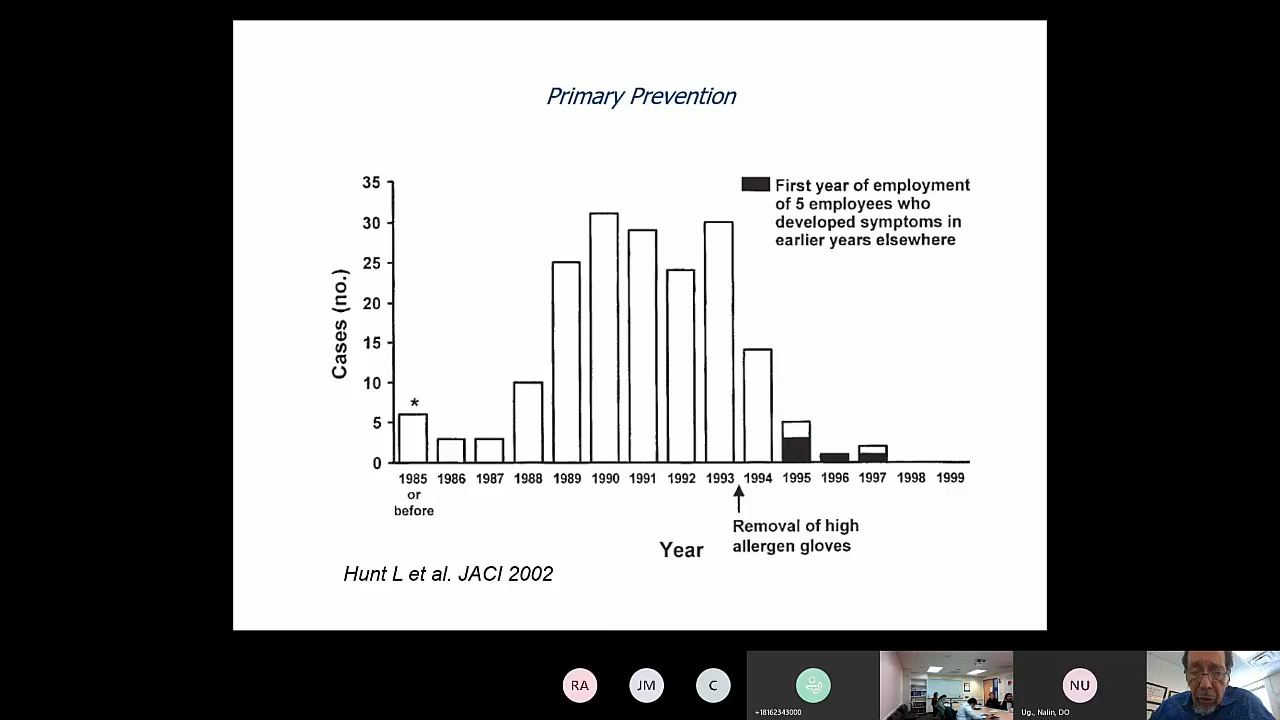 Primary Prevention
First year of employment
of 5 employees who
developed symptoms in
earlier years elsewhere
Cases (no.)
35
30
25
20
15
10
5
0
*
1985 1986 1987 1988 1989 1990 1991 1992 1993 1994 1995 1996 1997 1998 1999
or
before
Removal of high
allergen gloves
Year
Hunt L et al. JACI 2002
RA
JM
C
NU
+18162343000
Ug., Nalin, DO